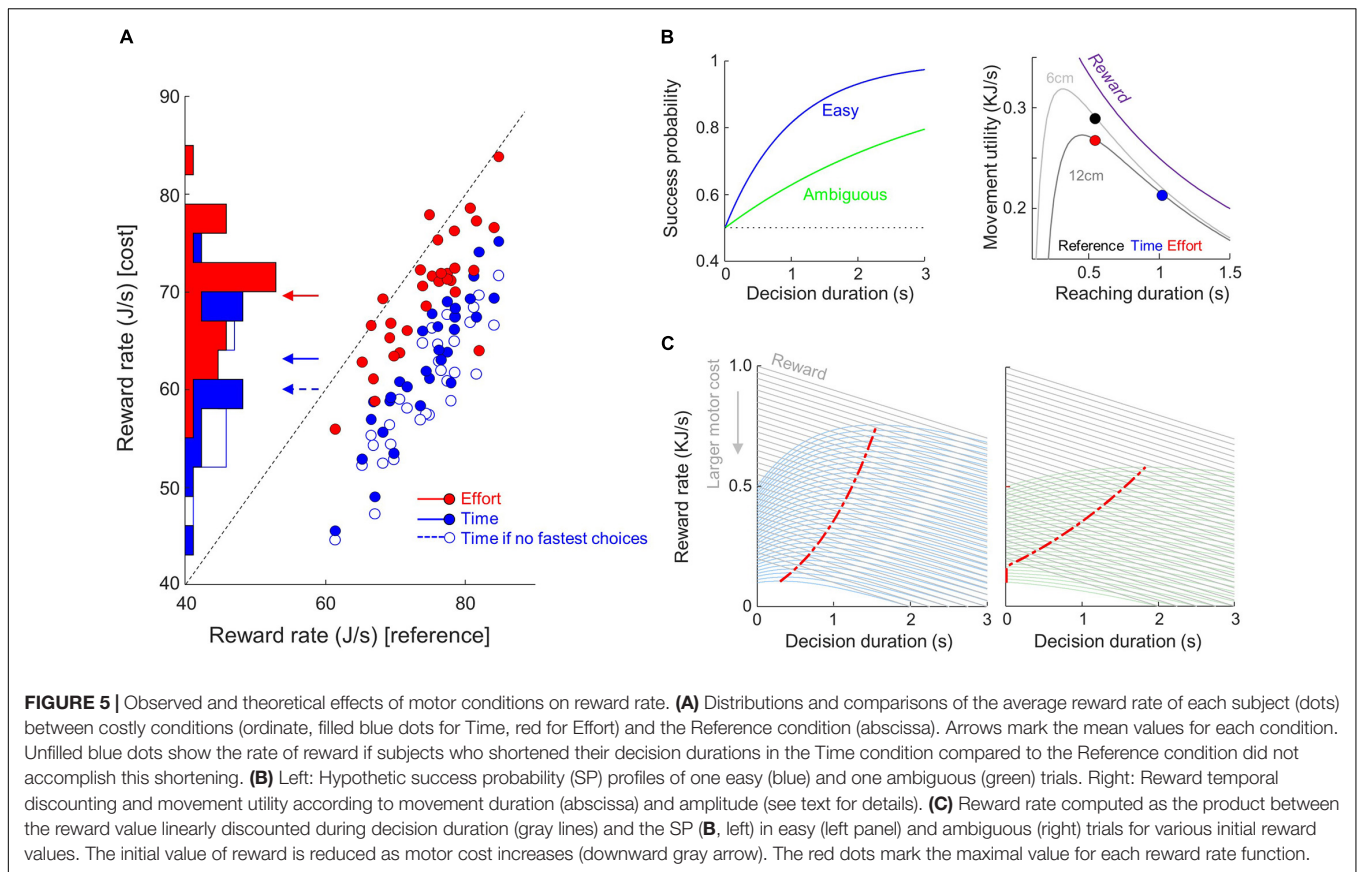 A
90
80
70
60
50
40
Reward rate (J/s) [cost]
Effort
Time
Time if no fastest choices
40
60
80
Reward rate (J/s) [reference]
B
1
0.8
0.6
0.4
Success probability
Easy
Ambiguous
0
1
2
3
Decision duration (s)
Movement utility (KJ/s)
0.3
0.2
6cm
Reward
12cm
Reference Time Effort
0.5
1
1.5
Reaching duration (s)
C
1.0
0.5
0
Reward rate (KJ/s)
Larger motor cost
Reward
0
1
2
3
Decision duration (s)
0
1
2
3
Decision duration (s)
FIGURE 5 | Observed and theoretical effects of motor conditions on reward rate. (A) Distributions and comparisons of the average reward rate of each subject (dots)
between costly conditions (ordinate, filled blue dots for Time, red for Effort) and the Reference condition (abscissa). Arrows mark the mean values for each condition.
Unfilled blue dots show the rate of reward if subjects who shortened their decision durations in the Time condition compared to the Reference condition did not
accomplish this shortening. (B) Left: Hypothetic success probability (SP) profiles of one easy (blue) and one ambiguous (green) trials. Right: Reward temporal
discounting and movement utility according to movement duration (abscissa) and amplitude (see text for details). (C) Reward rate computed as the product between
the reward value linearly discounted during decision duration (gray lines) and the SP (B, left) in easy (left panel) and ambiguous (right) trials for various initial reward
values. The initial value of reward is reduced as motor cost increases (downward gray arrow). The red dots mark the maximal value for each reward rate function.